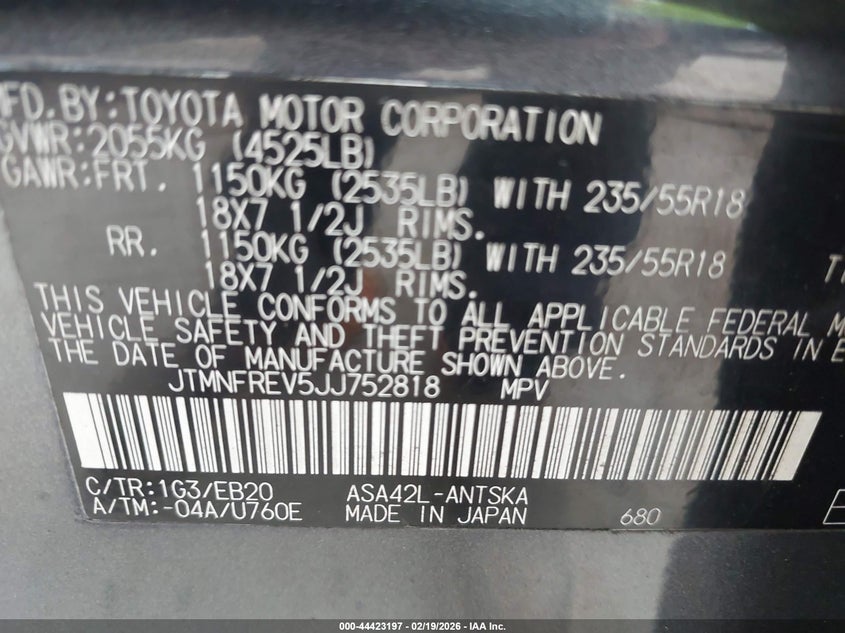 MFD. BY: TOYOTA MOTOR CORPORATION
GVWR: 2055KG (4525LB)
GAWR: FRT. 1150KG (2535LB) WITH 235/55R18
18X7 1/2J RIMS.
RR. 1150KG (2535LB) WITH 235/55R18
18X7 1/2J RIMS.
THIS VEHICLE CONFORMS TO ALL APPLICABLE FEDERAL M
VEHICLE SAFETY AND THEFT PREVENTION STANDARDS IN E
THE DATE OF MANUFACTURE SHOWN ABOVE.
JTMNFREV5JJ752818 MPV
C/TR:1G3/EB20 ASA42L-ANTSKA
A/TM:-04A/U760E MADE IN JAPAN 680
000-44423197 - 02/19/2026 - IAA Inc.